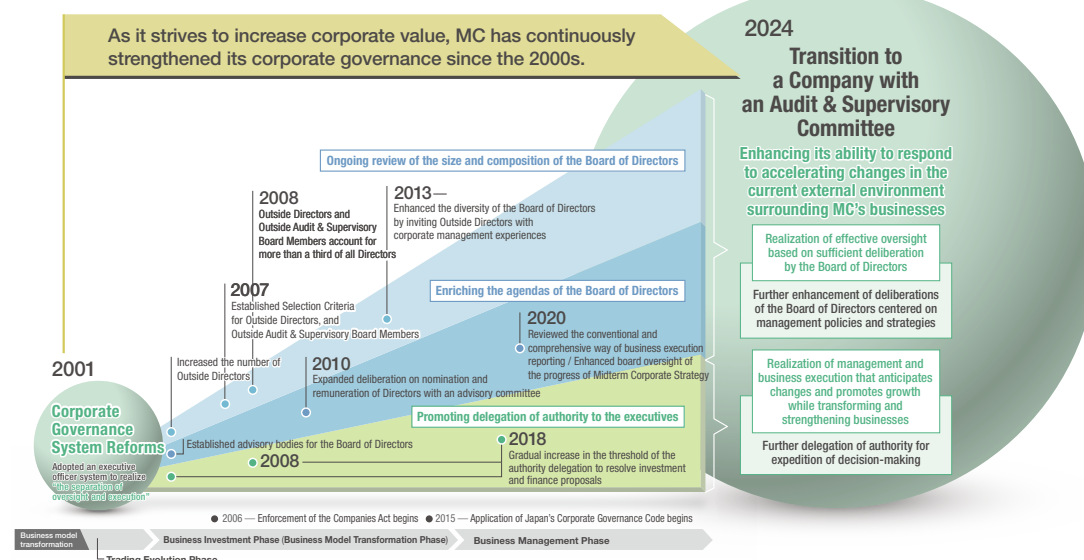 As it strives to increase corporate value, MC has continuously
strengthened its corporate governance since the 2000s.
2024
Transition to
a Company with
an Audit & Supervisory
Committee
Enhancing its ability to respond
to accelerating changes in the
current external environment
surrounding MC's businesses
Realization of effective oversight
based on sufficient deliberation
by the Board of Directors
Further enhancement of deliberations
of the Board of Directors centered on
management policies and strategies
Realization of management and
business execution that anticipates
changes and promotes growth
while transforming and
strengthening businesses
Further delegation of authority for
expedition of decision-making
Ongoing review of the size and composition of the Board of Directors
2008
Outside Directors and
Outside Audit & Supervisory
Board Members account for
more than a third of all Directors
2013—
Enhanced the diversity of the Board of Directors
by inviting Outside Directors with
corporate management experiences
2007
Established Selection Criteria
for Outside Directors, and
Outside Audit & Supervisory Board Members
Increased the number of
Outside Directors
Enriching the agendas of the Board of Directors
2020
Reviewed the conventional and
comprehensive way of business execution
reporting / Enhanced board oversight of
the progress of Midterm Corporate Strategy
2010
Expanded deliberation on nomination and
remuneration of Directors with an advisory committee
Established advisory bodies for the Board of Directors
Promoting delegation of authority to the executives
2008
2018
Gradual increase in the threshold of the
authority delegation to resolve investment
and finance proposals
2001
Corporate
Governance
System Reforms
Adopted an executive
officer system to realize
"the separation of
oversight and execution"
● 2006 — Enforcement of the Companies Act begins ● 2015 — Application of Japan's Corporate Governance Code begins
Business model
transformation
Business Investment Phase (Business Model Transformation Phase)
Business Management Phase
Trading Evolution Phase